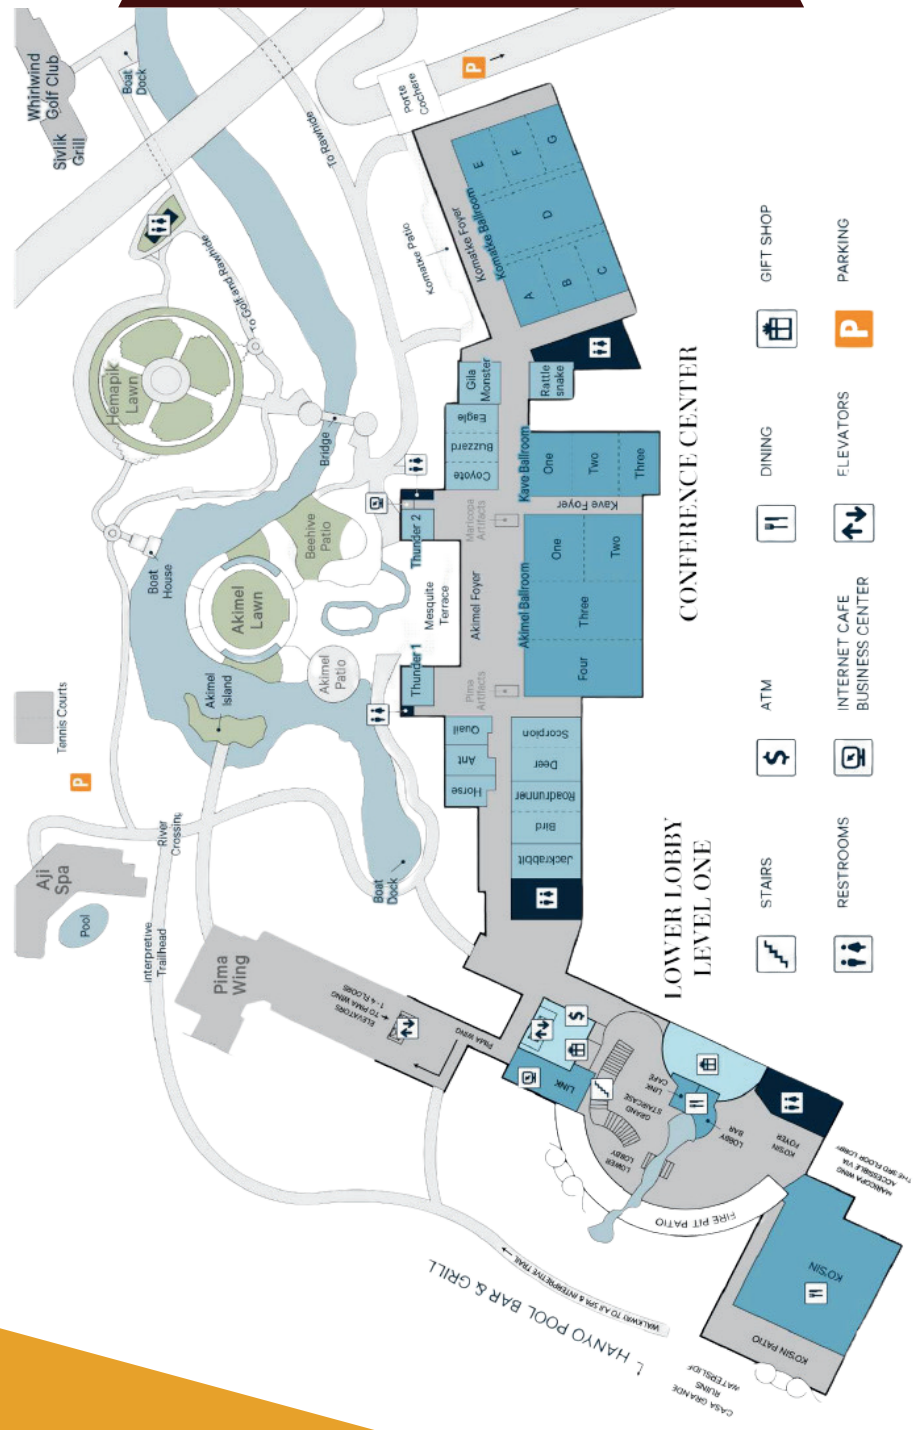 Whirlwind
Golf Club
Sivlik
Grill
Boat
Dock
To Rawhide
Porte
Cochere
P
To Golf and Rawhide
Hemapik
Lawn
Bridge
Boat
House
Beehive
Patio
Akimel
Lawn
Akimel
Island
Akimel
Patio
Tennis Courts
P
Aji
Spa
Pool
River
Crossing
interpretive
Trailhead
Boat
Dock
Komatke Patio
Komatke Foyer
Komatke Ballroom
A
B
C
D
E
F
G
Gila
Monster
Rattle
snake
Eagle
Buzzard
Coyote
Kave Ballroom
One
Two
Three
Kave Foyer
Maricopa
Artifacts
Thunder 2
Mesquite
Terrace
Akimel Foyer
Akimel Ballroom
One
Two
Three
Four
Thunder 1
Pima
Artifacts
Quail
Ant
Horse
Scorpion
Deer
Roadrunner
Bird
Jackrabbit
Pima
Wing
ELEVATORS
TO PIMA WING
1 - 4 FLOORS
PIMA WING
LINK
GRAND
STAIRCASE
LINK
CAFE
LOBBY
BAR
LOWER
LOBBY
KO'SIN
FOYER
FIRE PIT PATIO
MARICOPA WING
ACCESSIBLE VIA
THE 3RD FLOOR LOBBY
KO'SIN
KO'SIN PATIO
WALKWAY TO AJI SPA & INTERPRETIVE TRAIL
HANYO POOL BAR & GRILL
CASA GRANDE
RUINS
CONFERENCE CENTER
LOWER LOBBY
LEVEL ONE
STAIRS
$
ATM
DINING
GIFT SHOP
RESTROOMS
INTERNET CAFE
BUSINESS CENTER
ELEVATORS
P
PARKING